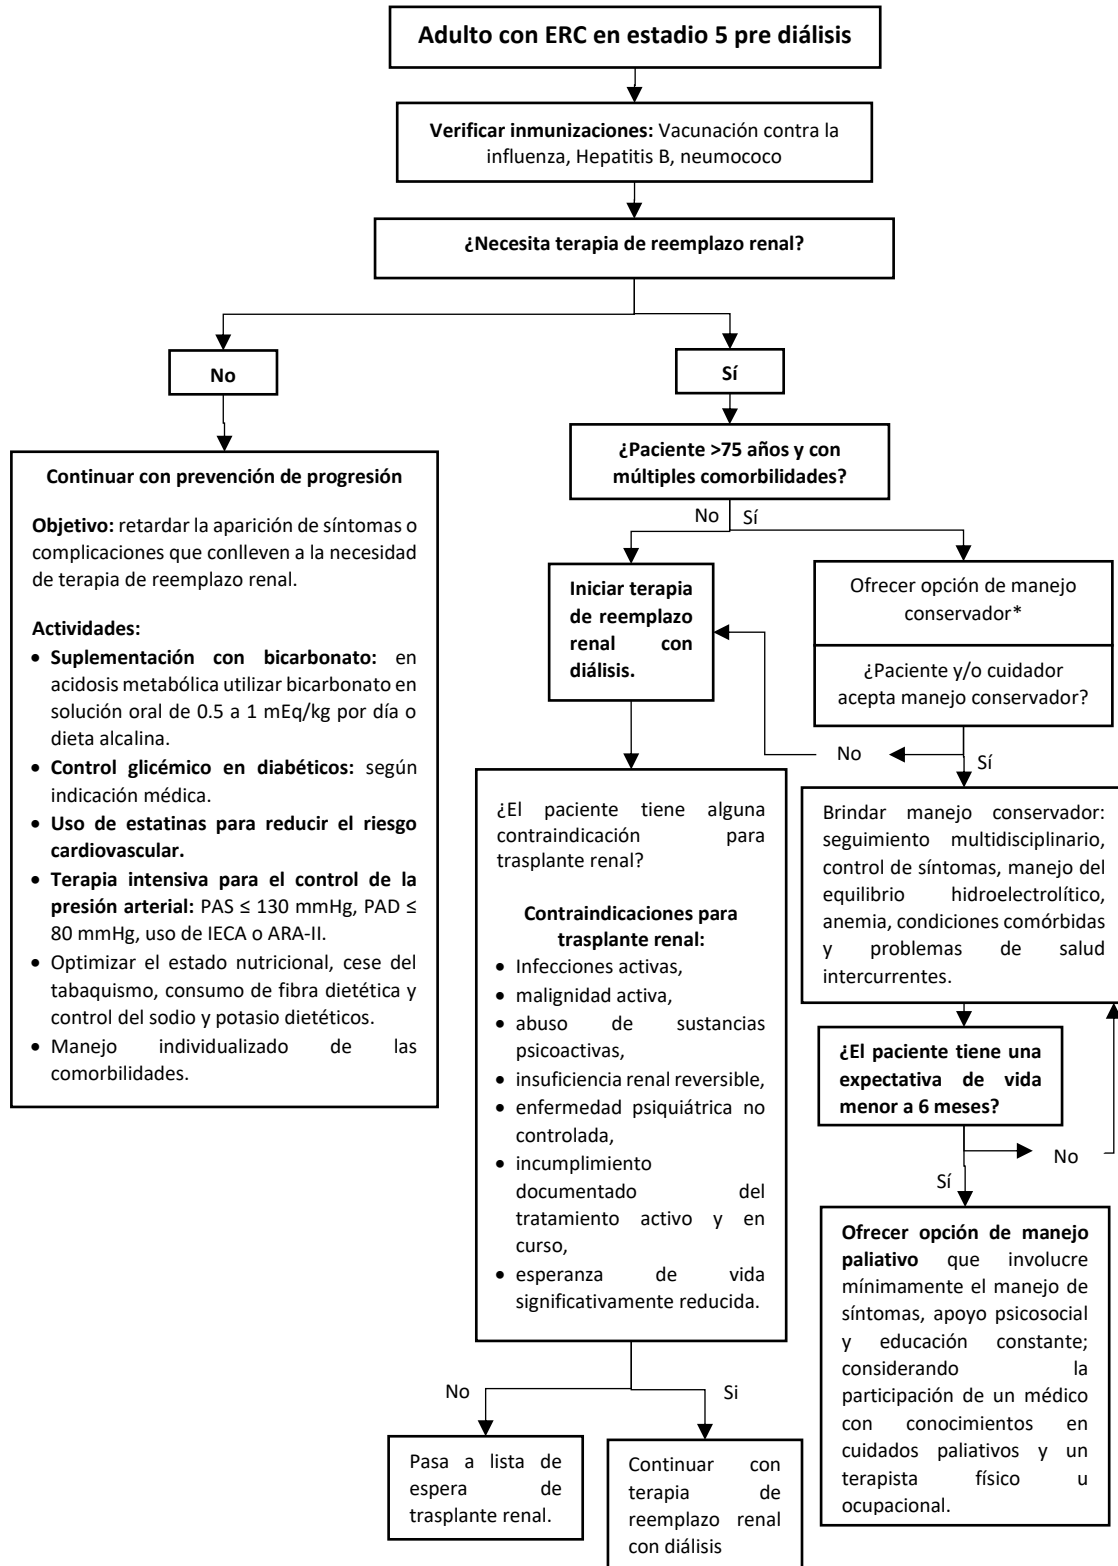 Adulto con ERC en estadio 5 pre diálisis
Verificar inmunizaciones: Vacunación contra la
influenza, Hepatitis B, neumococo
¿Necesita terapia de reemplazo renal?
No
Sí
Continuar con prevención de progresión
Objetivo: retardar la aparición de síntomas o
complicaciones que conlleven a la necesidad
de terapia de reemplazo renal.
Actividades:
• Suplementación con bicarbonato: en
acidosis metabólica utilizar bicarbonato en
solución oral de 0.5 a 1 mEq/kg por día o
dieta alcalina.
• Control glicémico en diabéticos: según
indicación médica.
• Uso de estatinas para reducir el riesgo
cardiovascular.
• Terapia intensiva para el control de la
presión arterial: PAS ≤ 130 mmHg, PAD ≤
80 mmHg, uso de IECA o ARA-II.
• Optimizar el estado nutricional, cese del
tabaquismo, consumo de fibra dietética y
control del sodio y potasio dietéticos.
• Manejo individualizado de las
comorbilidades.
¿Paciente >75 años y con
múltiples comorbilidades?
No
Sí
Iniciar terapia
de reemplazo
renal con
diálisis.
Ofrecer opción de manejo
conservador*
¿Paciente y/o cuidador
acepta manejo conservador?
No
Sí
¿El paciente tiene alguna
contraindicación para
trasplante renal?
Contraindicaciones para
trasplante renal:
• Infecciones activas,
• malignidad activa,
• abuso de sustancias
psicoactivas,
• insuficiencia renal reversible,
• enfermedad psiquiátrica no
controlada,
• incumplimiento
documentado del
tratamiento activo y en
curso,
• esperanza de vida
significativamente reducida.
Brindar manejo conservador:
seguimiento multidisciplinario,
control de síntomas, manejo del
equilibrio hidroelectrolítico,
anemia, condiciones comórbidas
y problemas de salud
intercurrentes.
¿El paciente tiene una
expectativa de vida
menor a 6 meses?
No
Sí
Ofrecer opción de manejo
paliativo que involucre
mínimamente el manejo de
síntomas, apoyo psicosocial
y educación constante;
considerando la
participación de un médico
con conocimientos en
cuidados paliativos y un
terapista físico u
ocupacional.
No
Si
Pasa a lista de
espera de
trasplante renal.
Continuar con
terapia de
reemplazo renal
con diálisis